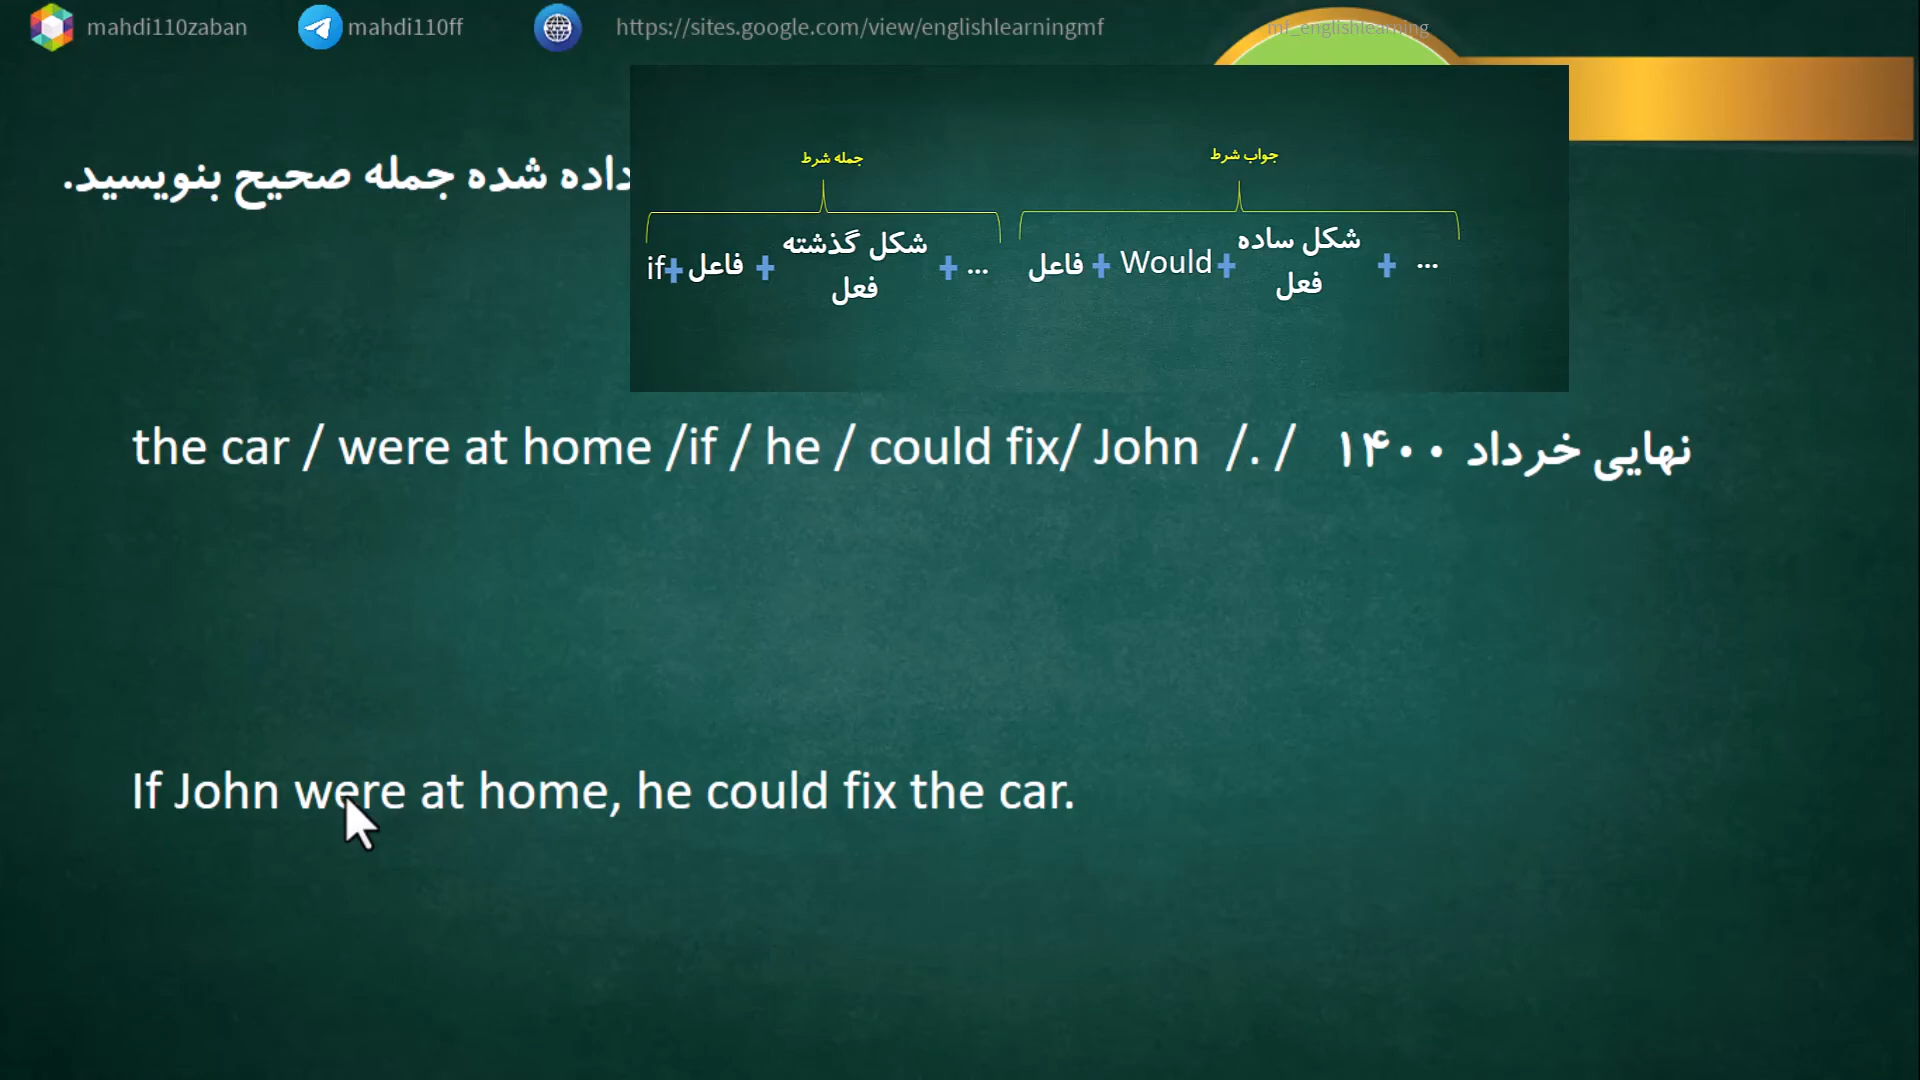 mahdi110zaban mahdi110ff https://sites.google.com/view/englishlearningmf mf_englishlearning
داده شده جمله صحیح بنویسید.
جمله شرط جواب شرط
if + فاعل + شکل گذشته فعل + ... فاعل + Would + شکل ساده فعل + ...
the car / were at home /if / he / could fix/ John /. / نهایی خرداد ۱۴۰۰
If John were at home, he could fix the car.